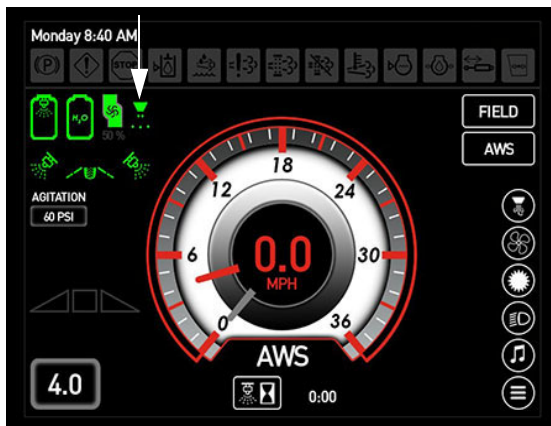 Monday 8:40 AM
(P) STOP
H₂O
50 %
FIELD
AWS
AGITATION
60 PSI
18
12 24
6 30
0 36
0.0
MPH
AWS
4.0
0:00